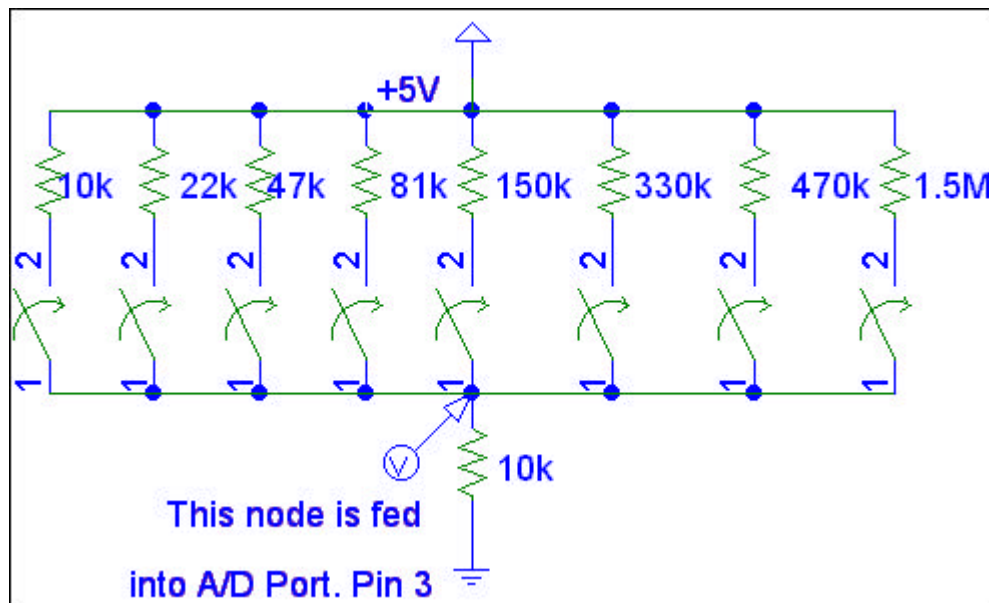 +5V
10k 22k 47k 81k 150k 330k 470k 1.5M
2 2 2 2 2 2 2 2
1 1 1 1 1 1 1 1
V
10k
This node is fed
into A/D Port. Pin 3